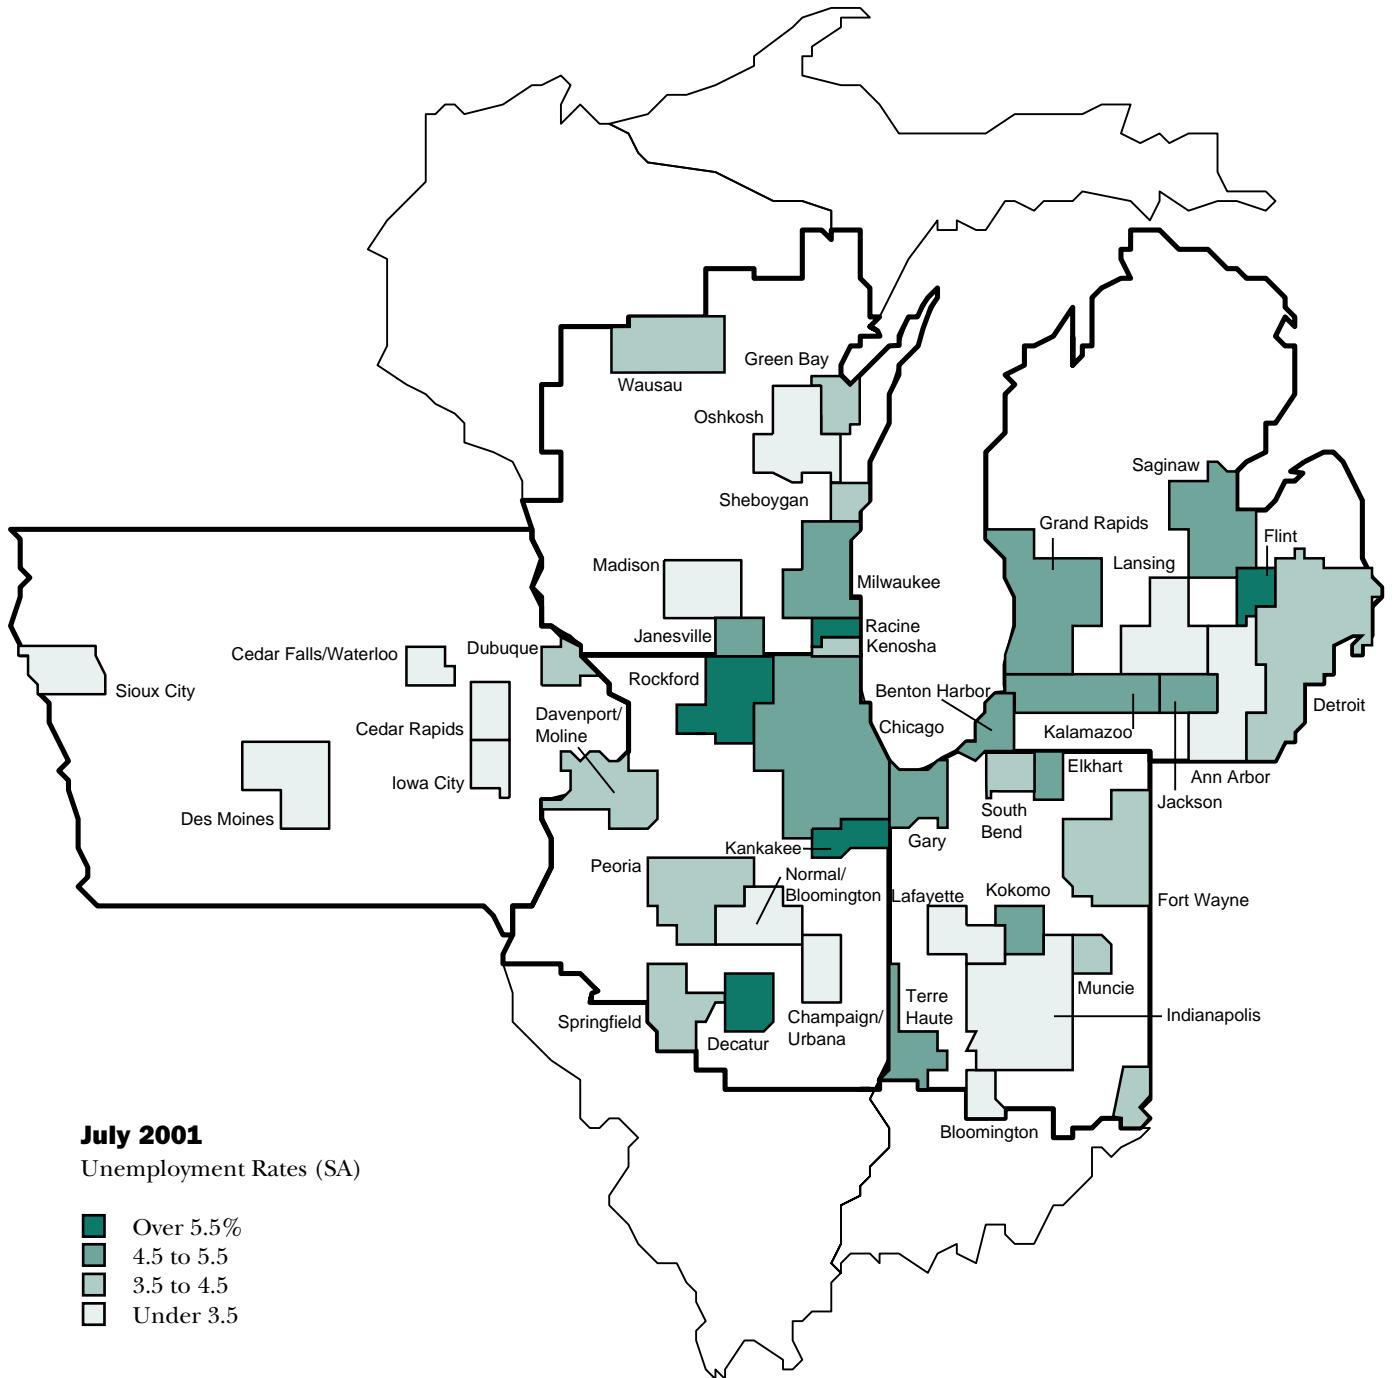 Green Bay
Wausau
Oshkosh
Saginaw
Sheboygan
Grand Rapids
Flint
Lansing
Madison
Milwaukee
Racine
Janesville
Kenosha
Cedar Falls/Waterloo
Dubuque
Rockford
Sioux City
Benton Harbor
Davenport/
Moline
Detroit
Cedar Rapids
Chicago
Kalamazoo
Elkhart
Ann Arbor
Iowa City
Jackson
South
Bend
Des Moines
Gary
Kankakee
Peoria
Normal/
Bloomington
Lafayette
Kokomo
Fort Wayne
Muncie
Terre
Haute
Indianapolis
Springfield
Champaign/
Urbana
Decatur
Bloomington
July 2001
Unemployment Rates (SA)
Over 5.5%
4.5 to 5.5
3.5 to 4.5
Under 3.5